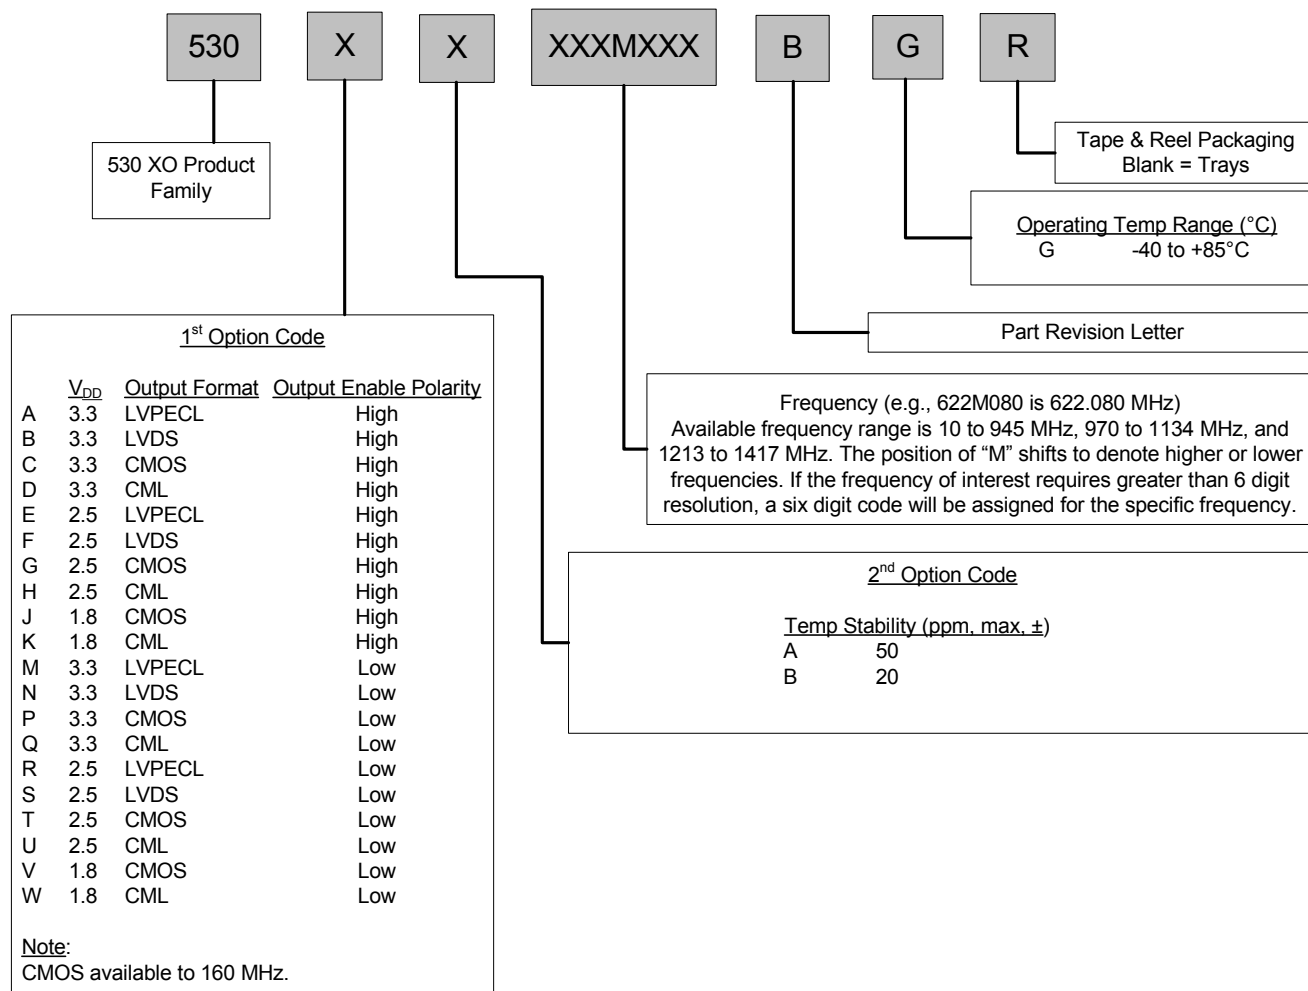 530 X X XXXMXXX B G R
530 XO Product
Family
Tape & Reel Packaging
Blank = Trays
Operating Temp Range (°C)
G -40 to +85°C
Part Revision Letter
Frequency (e.g., 622M080 is 622.080 MHz)
Available frequency range is 10 to 945 MHz, 970 to 1134 MHz, and
1213 to 1417 MHz. The position of “M” shifts to denote higher or lower
frequencies. If the frequency of interest requires greater than 6 digit
resolution, a six digit code will be assigned for the specific frequency.
2nd Option Code
Temp Stability (ppm, max, ±)
A 50
B 20
1st Option Code
VDD Output Format Output Enable Polarity
A 3.3 LVPECL High
B 3.3 LVDS High
C 3.3 CMOS High
D 3.3 CML High
E 2.5 LVPECL High
F 2.5 LVDS High
G 2.5 CMOS High
H 2.5 CML High
J 1.8 CMOS High
K 1.8 CML High
M 3.3 LVPECL Low
N 3.3 LVDS Low
P 3.3 CMOS Low
Q 3.3 CML Low
R 2.5 LVPECL Low
S 2.5 LVDS Low
T 2.5 CMOS Low
U 2.5 CML Low
V 1.8 CMOS Low
W 1.8 CML Low
Note:
CMOS available to 160 MHz.